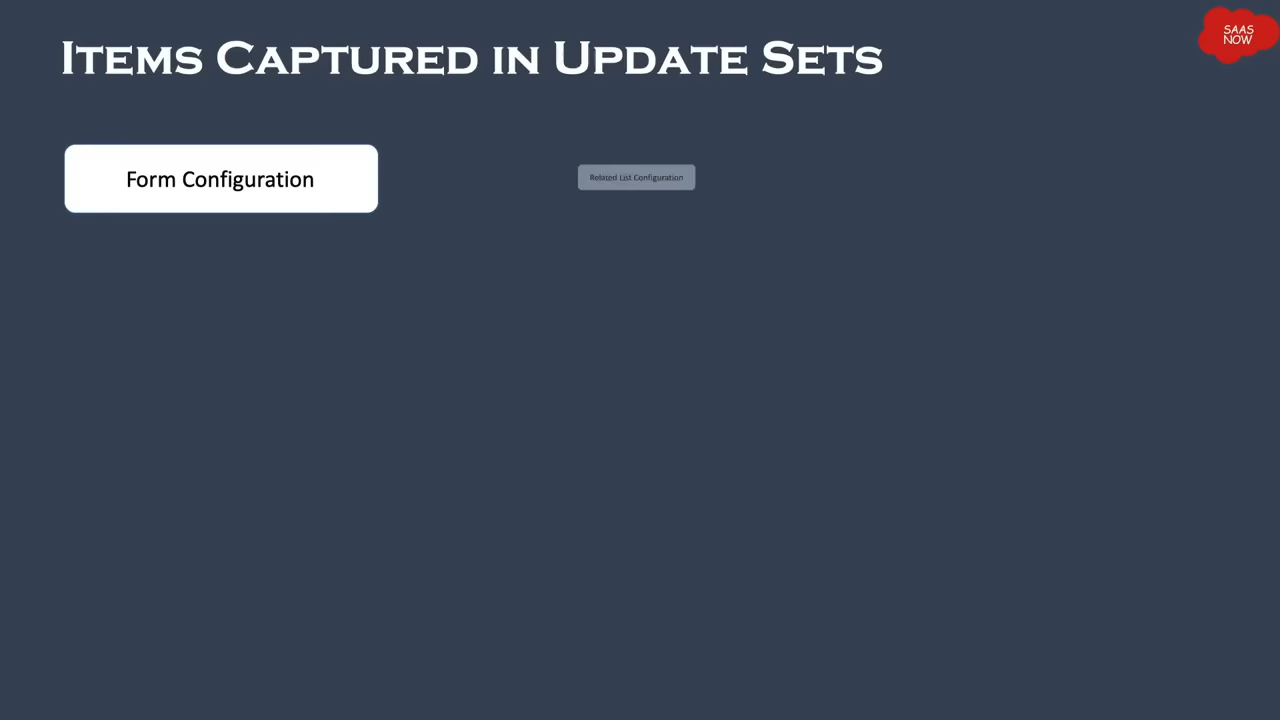 ITEMS CAPTURED IN UPDATE SETS
SAAS
NOW
Form Configuration
Related List Configuration